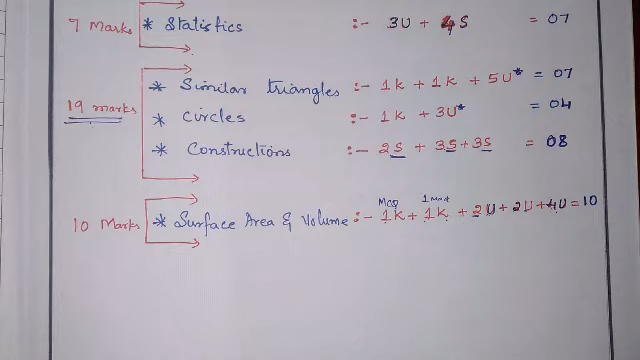 7 Marks * Statistics :- 3U + 4S = 07
* Similar triangles :- 1K + 1K + 5U* = 07
19 marks
* Circles :- 1K + 3U* = 04
* Constructions :- 2S + 3S + 3S = 08
MCQ 1 Mark
10 Marks * Surface Area & Volume :- 1K + 1K + 2U + 2U + 4U = 10